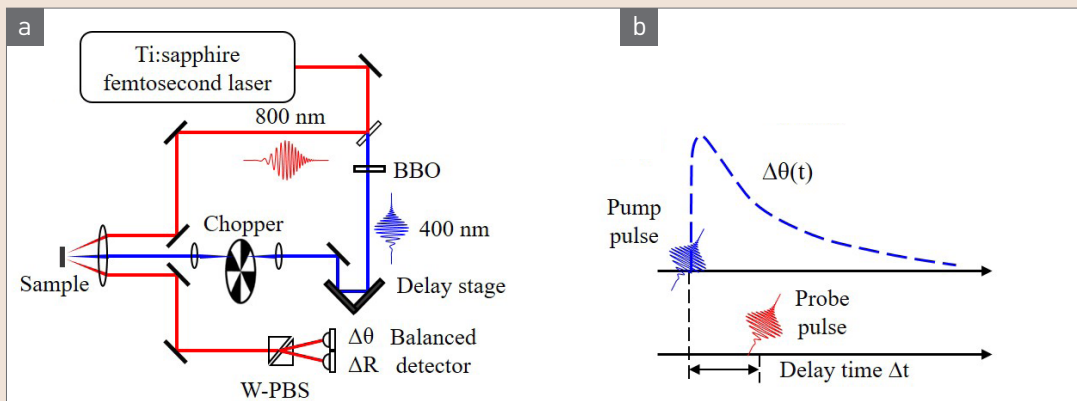 a
Ti:sapphire
femtosecond laser
800 nm
BBO
400 nm
Chopper
Sample
Delay stage
Δθ Balanced
ΔR detector
W-PBS
b
Δθ(t)
Pump
pulse
Probe
pulse
Delay time Δt